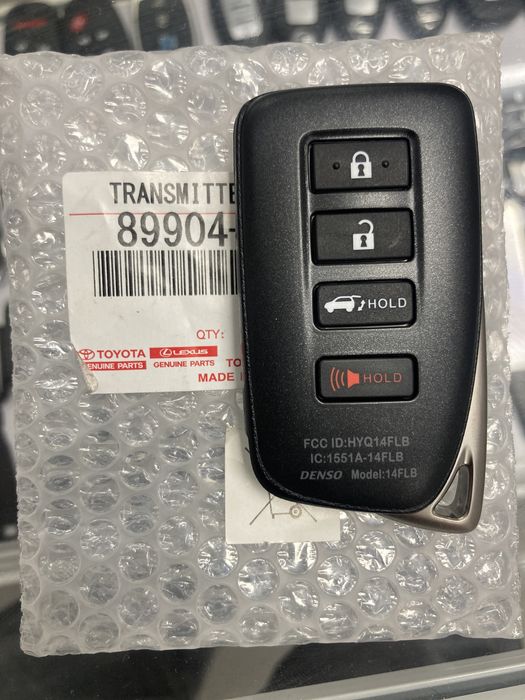 TRANSMITTE
89904-
QTY:
TOYOTA LEXUS
GENUINE PARTS GENUINE PARTS TO
MADE
HOLD
HOLD
FCC ID:HYQ14FLB
IC:1551A-14FLB
DENSO Model:14FLB